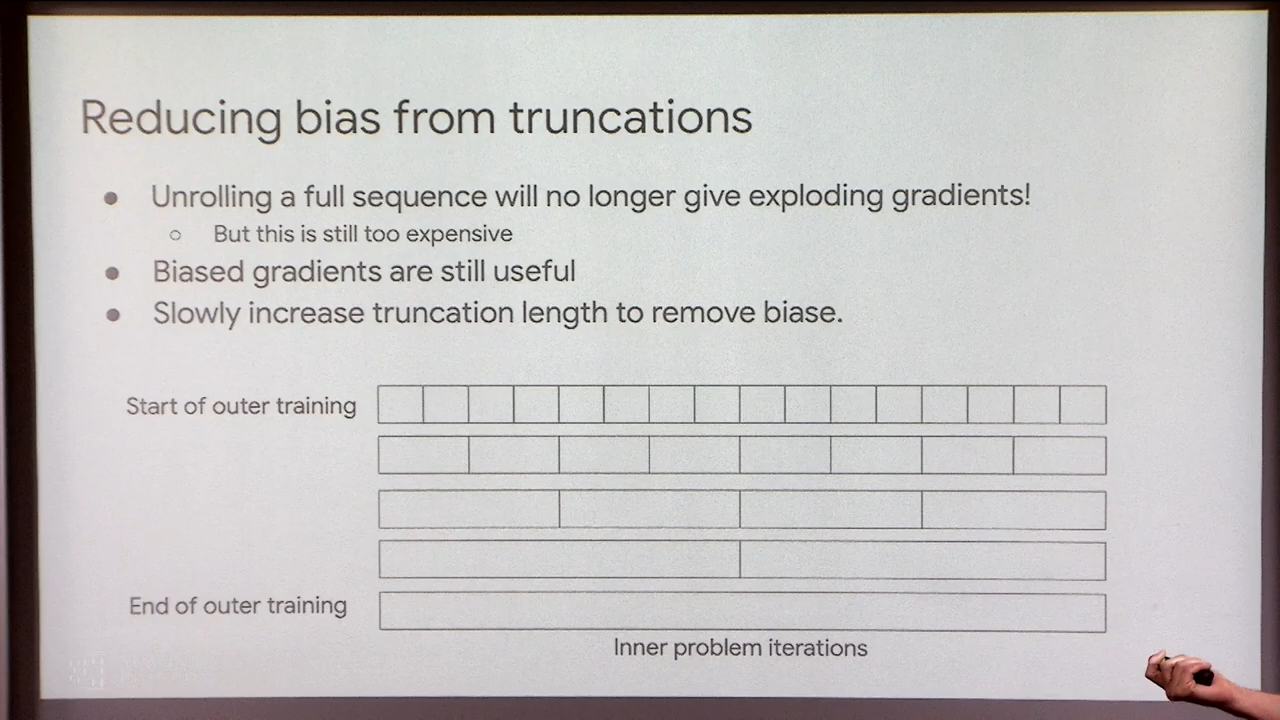 Reducing bias from truncations
● Unrolling a full sequence will no longer give exploding gradients!
○ But this is still too expensive
● Biased gradients are still useful
● Slowly increase truncation length to remove biase.
Start of outer training
End of outer training
Inner problem iterations